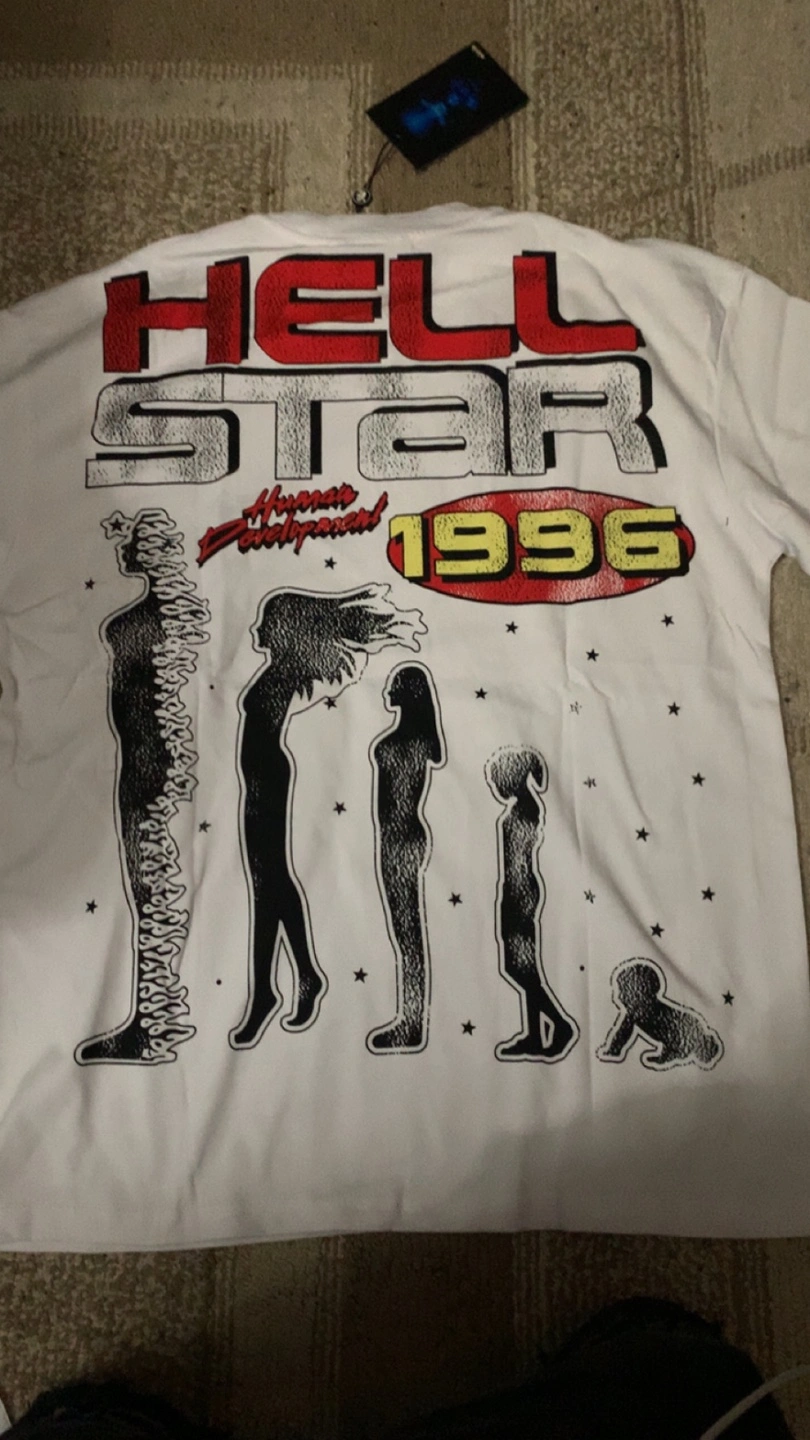 HELL
STaR
Human
Development
1996